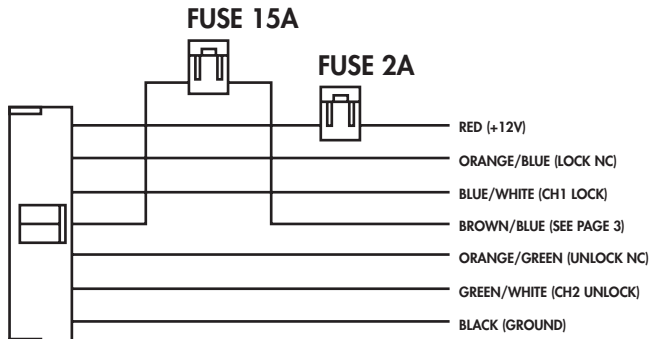 FUSE 15A
FUSE 2A
RED (+12V)
ORANGE/BLUE (LOCK NC)
BLUE/WHITE (CH1 LOCK)
BROWN/BLUE (SEE PAGE 3)
ORANGE/GREEN (UNLOCK NC)
GREEN/WHITE (CH2 UNLOCK)
BLACK (GROUND)